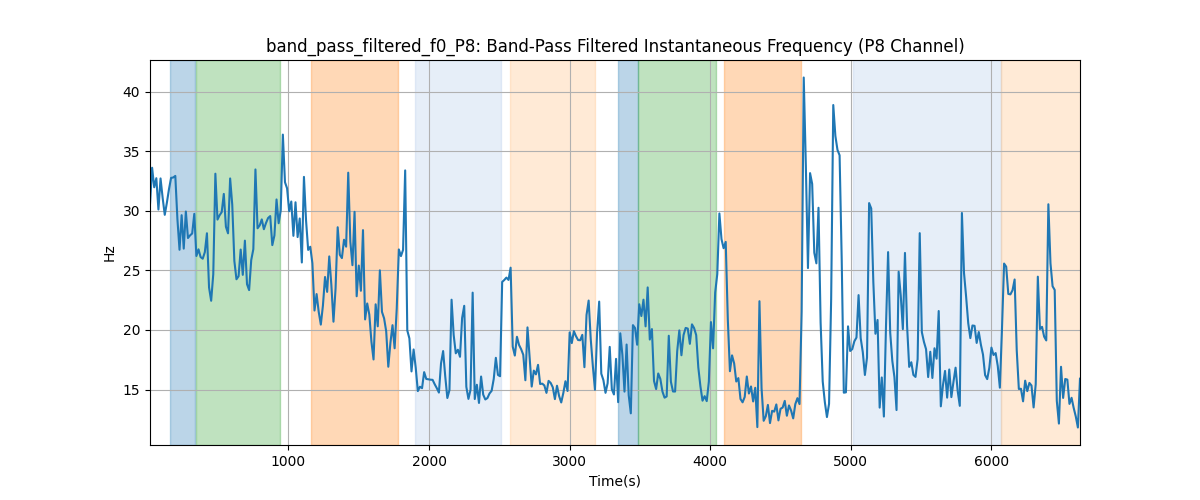 band_pass_filtered_f0_P8: Band-Pass Filtered Instantaneous Frequency (P8 Channel)
Hz
40
35
30
25
20
15
1000 2000 3000 4000 5000 6000
Time(s)